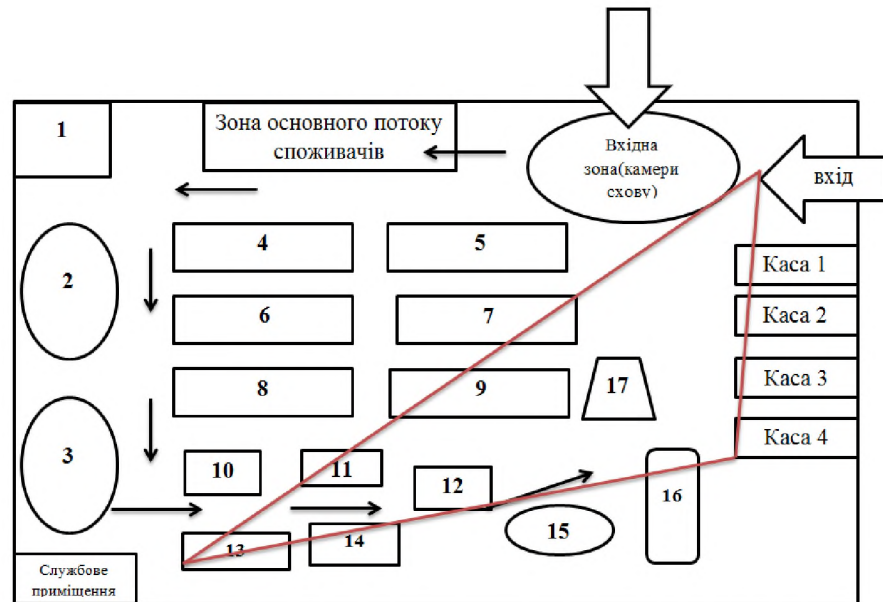 1
Зона основного потоку
споживачів
Вхідна
зона(камери
схову)
вхід
2
4
5
Каса 1
6
7
Каса 2
8
9
17
Каса 3
3
10
11
12
Каса 4
16
13
14
15
Службове
приміщення